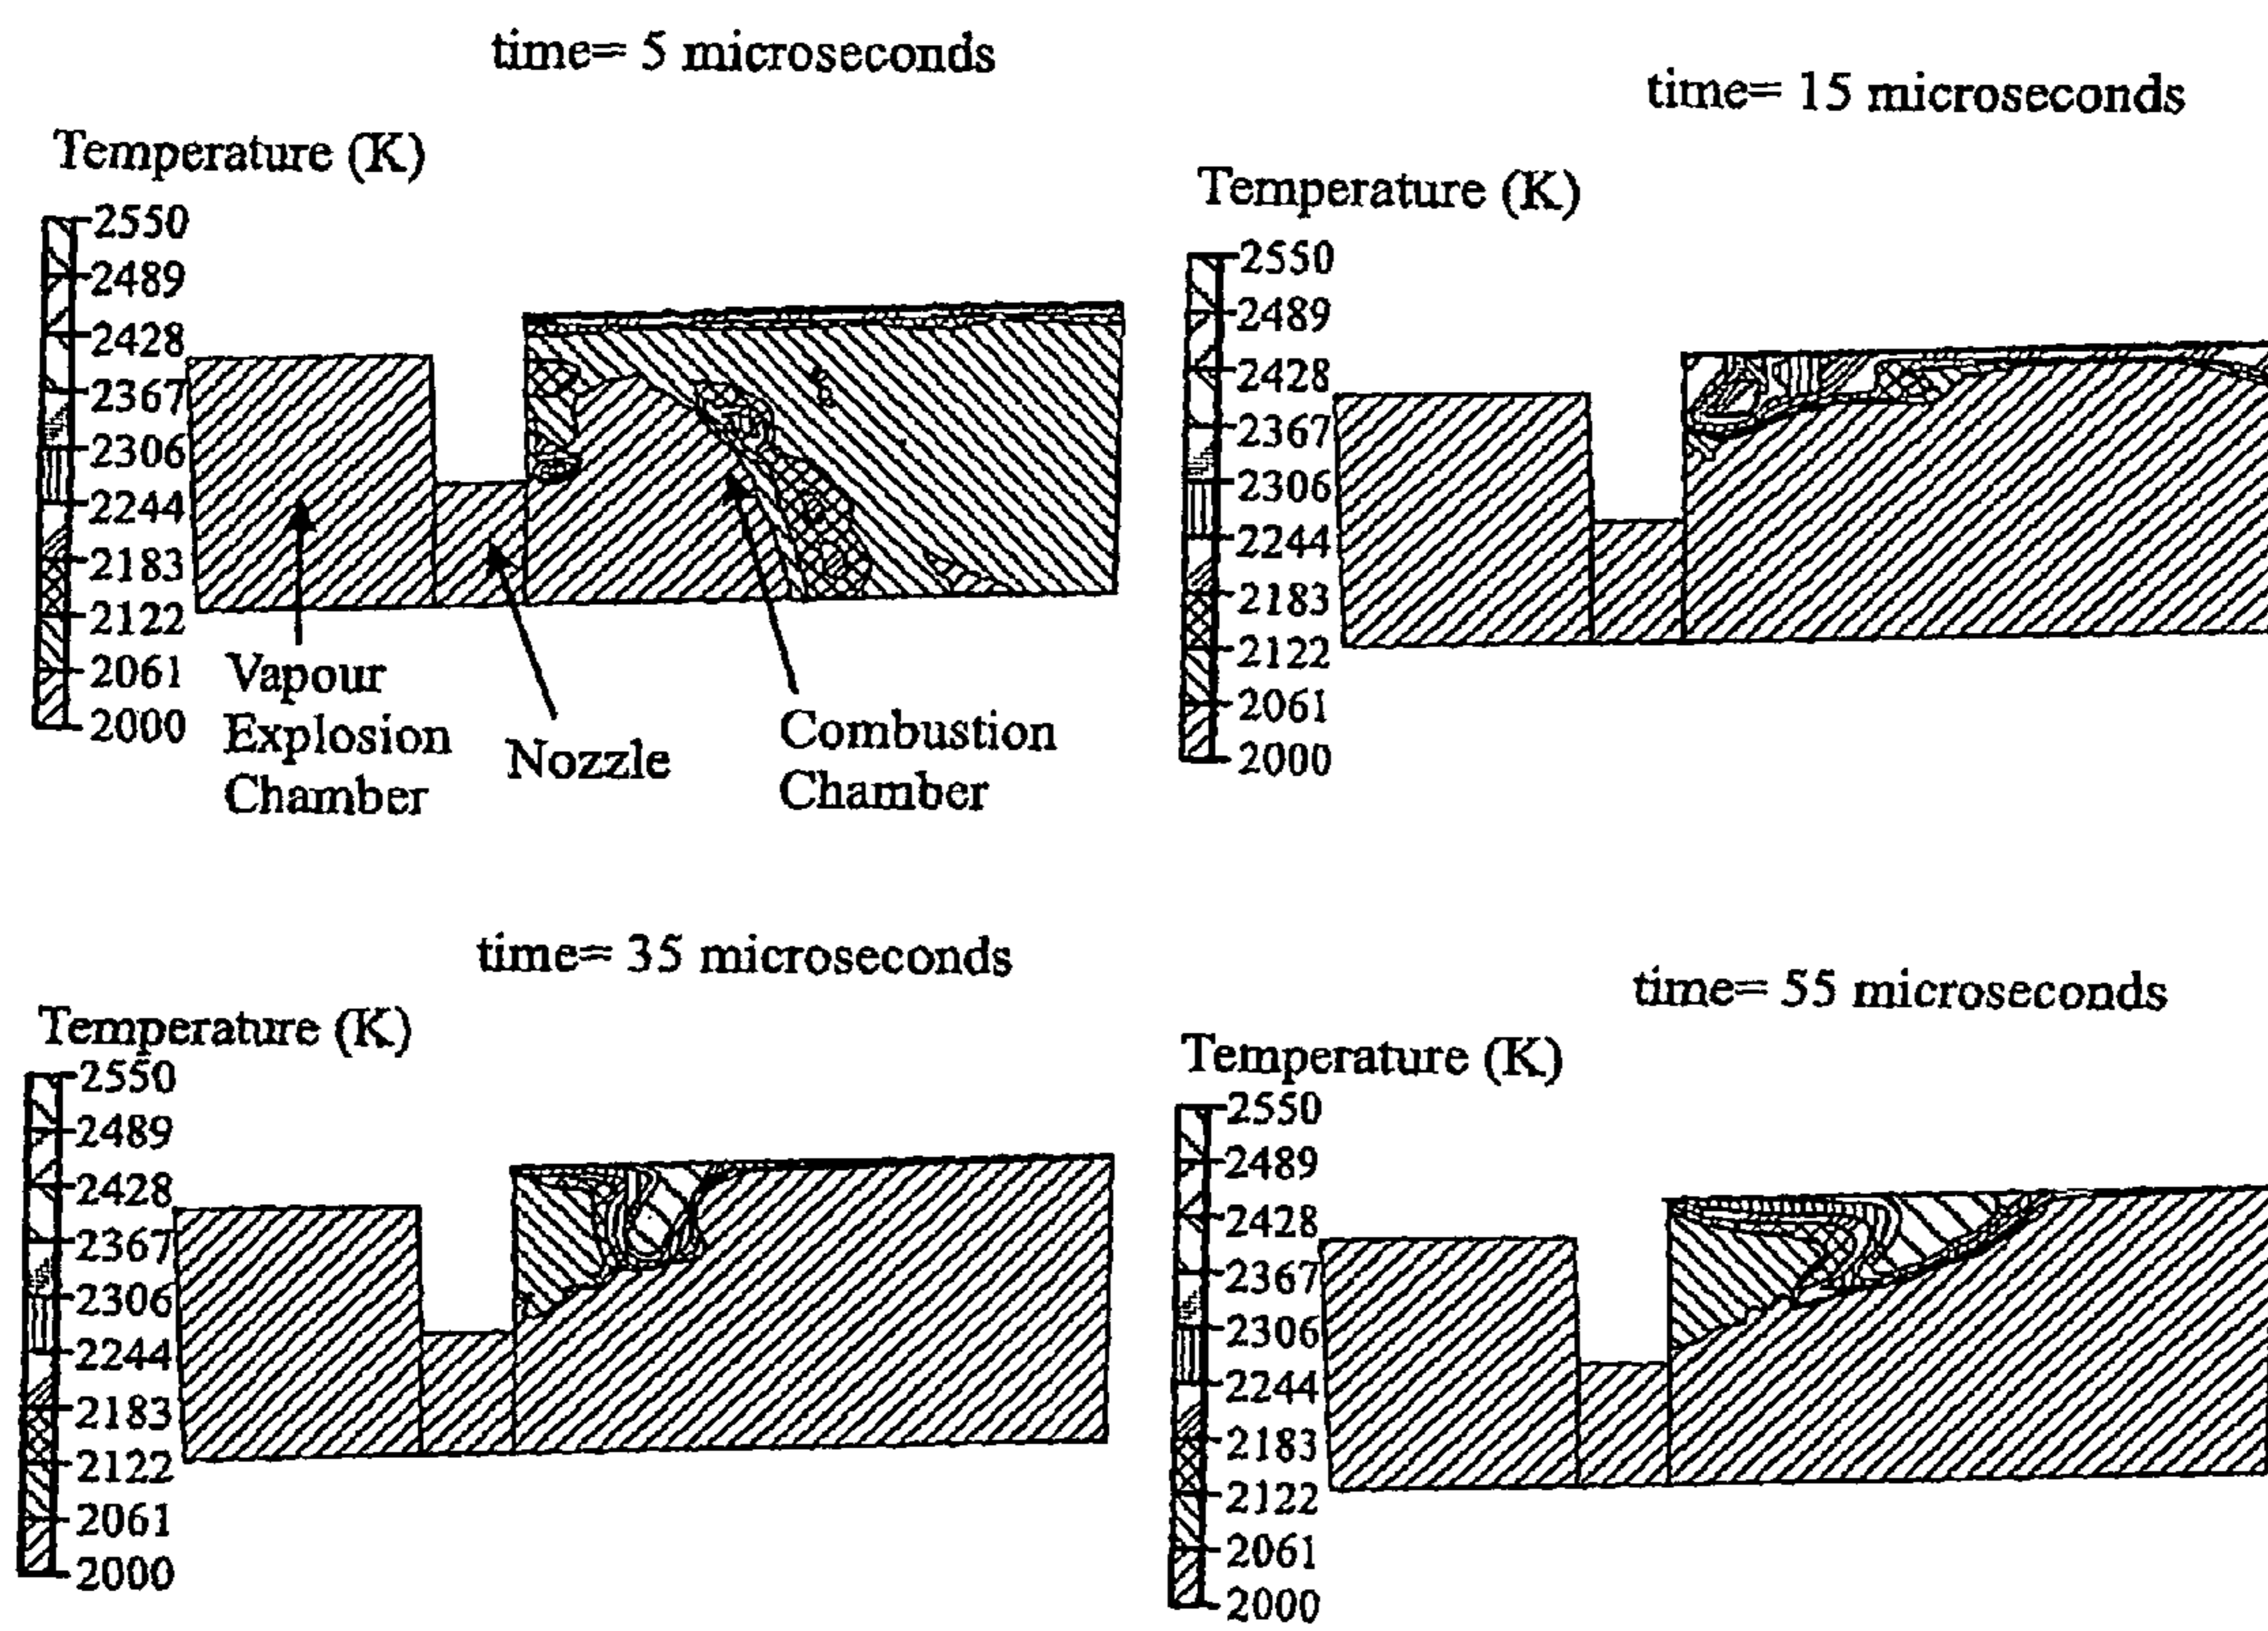 time= 5 microseconds
Temperature (K)
2550
2489
2428
2367
2306
2244
2183
2122
2061
2000
Vapour
Explosion
Chamber
Nozzle
Combustion
Chamber
time= 15 microseconds
Temperature (K)
2550
2489
2428
2367
2306
2244
2183
2122
2061
2000
time= 35 microseconds
Temperature (K)
2550
2489
2428
2367
2306
2244
2183
2122
2061
2000
time= 55 microseconds
Temperature (K)
2550
2489
2428
2367
2306
2244
2183
2122
2061
2000